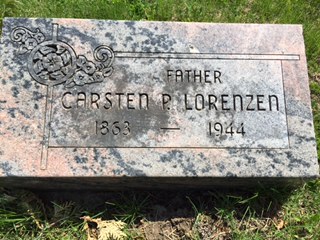 FATHER
CARSTEN P. LORENZEN
1863 — 1944